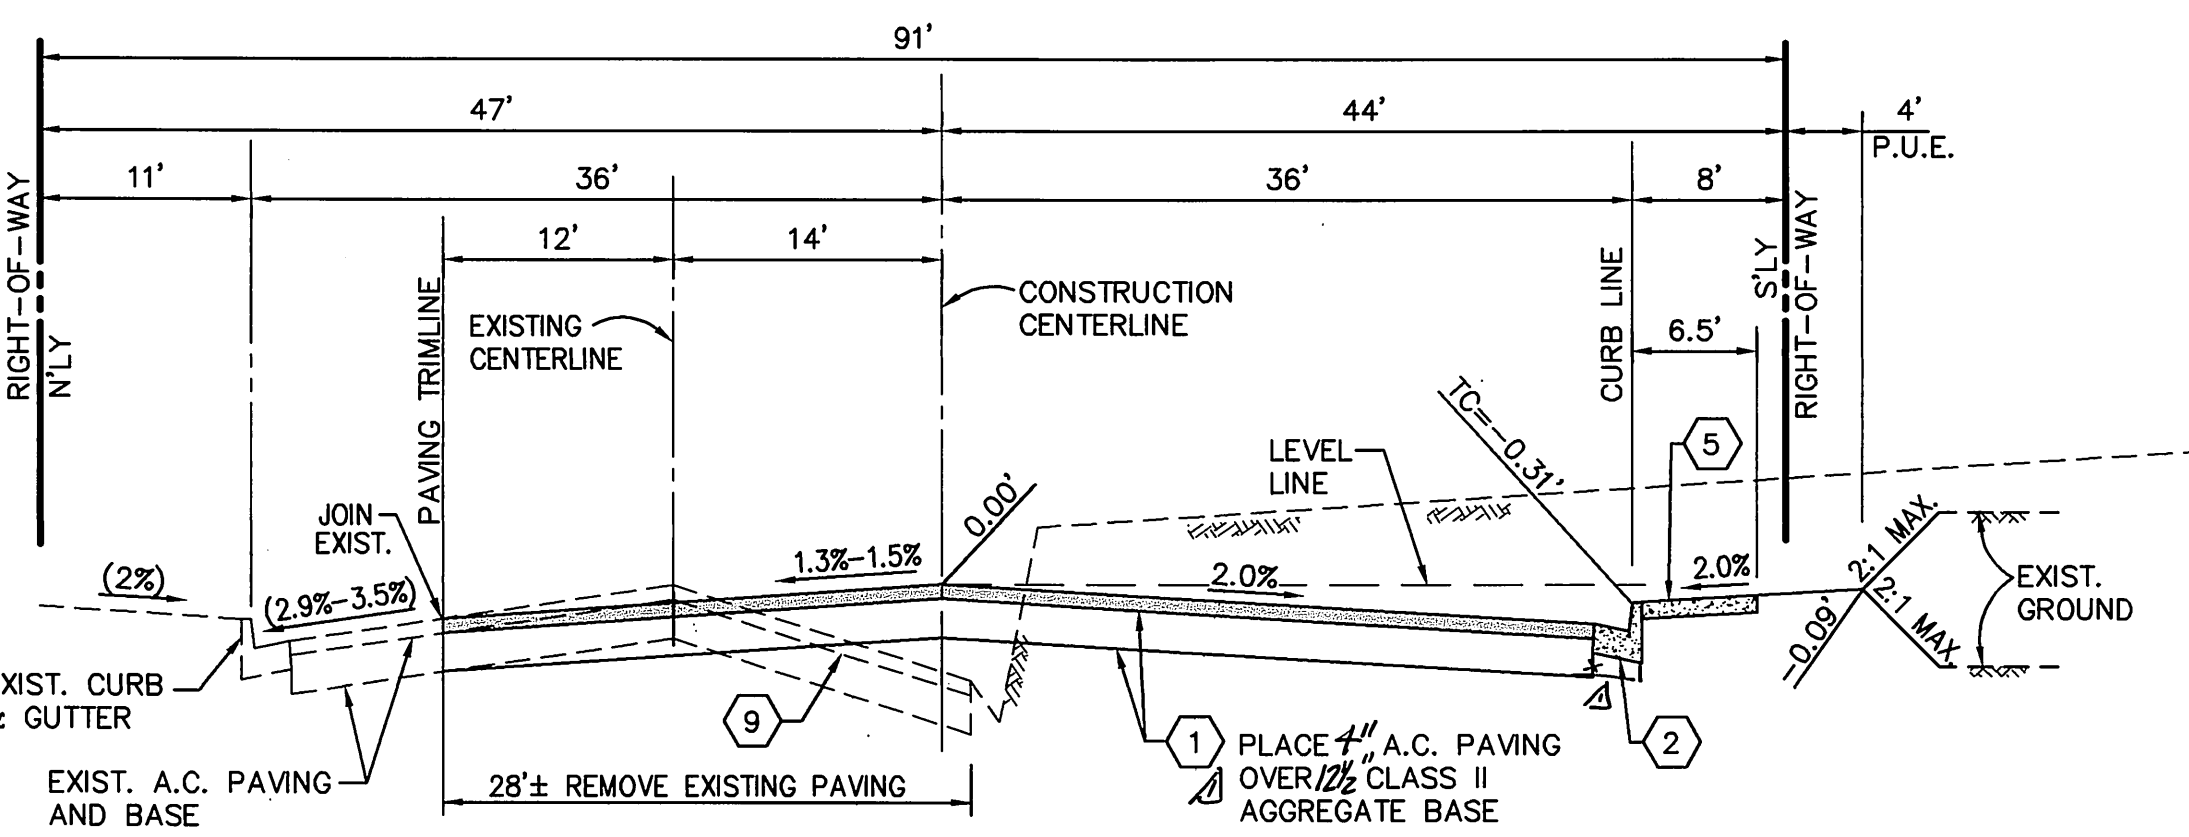 91'
47'
44'
4'
P.U.E.
11'
36'
36'
8'
12'
14'
RIGHT-OF-WAY
N'LY
PAVING TRIMLINE
EXISTING
CENTERLINE
CONSTRUCTION
CENTERLINE
CURB LINE
S'LY
RIGHT-OF-WAY
6.5'
TC=-0.31'
LEVEL
LINE
5
JOIN
EXIST.
0.00'
(2%)
(2.9%-3.5%)
1.3%-1.5%
2.0%
2.0%
2:1 MAX.
2:1 MAX.
-0.09'
EXIST.
GROUND
XIST. CURB
& GUTTER
EXIST. A.C. PAVING
AND BASE
9
28'± REMOVE EXISTING PAVING
1
PLACE 4", A.C. PAVING
1 OVER 12½" CLASS II
AGGREGATE BASE
1
2